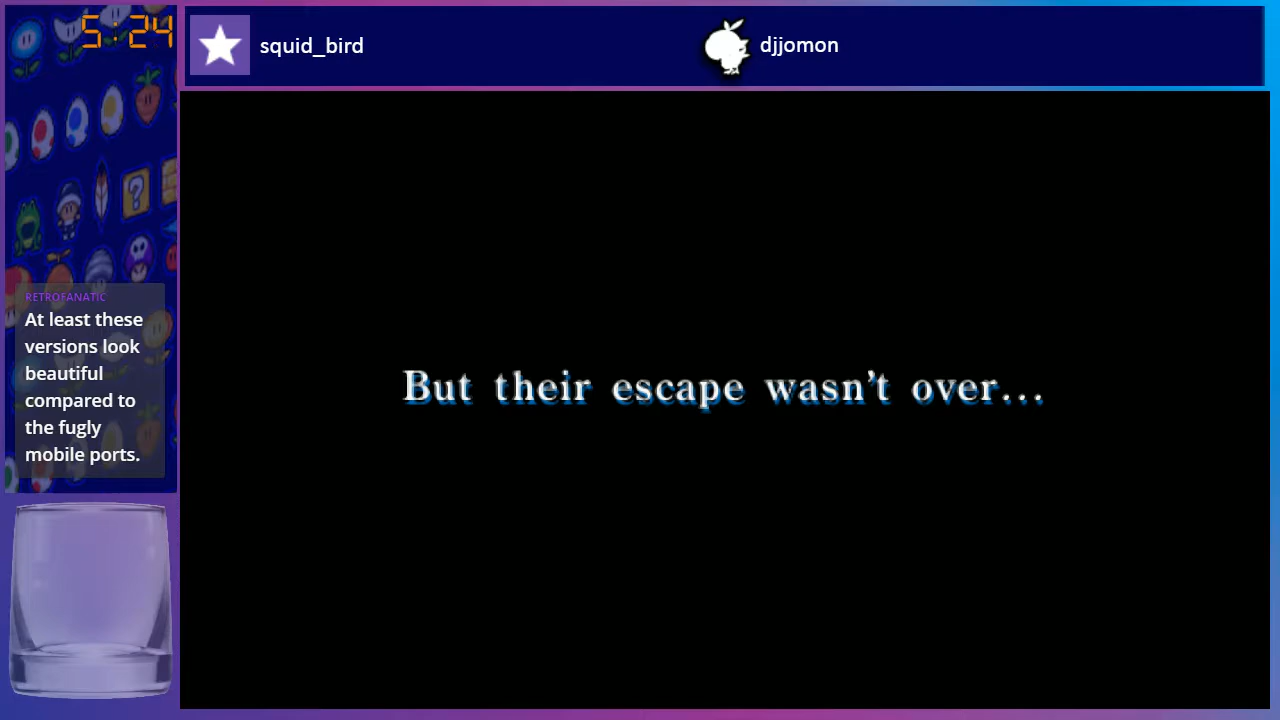 5:24
squid_bird
djjomon
RETROFANATIC
At least these
versions look
beautiful
compared to
the fugly
mobile ports.
But their escape wasn't over...